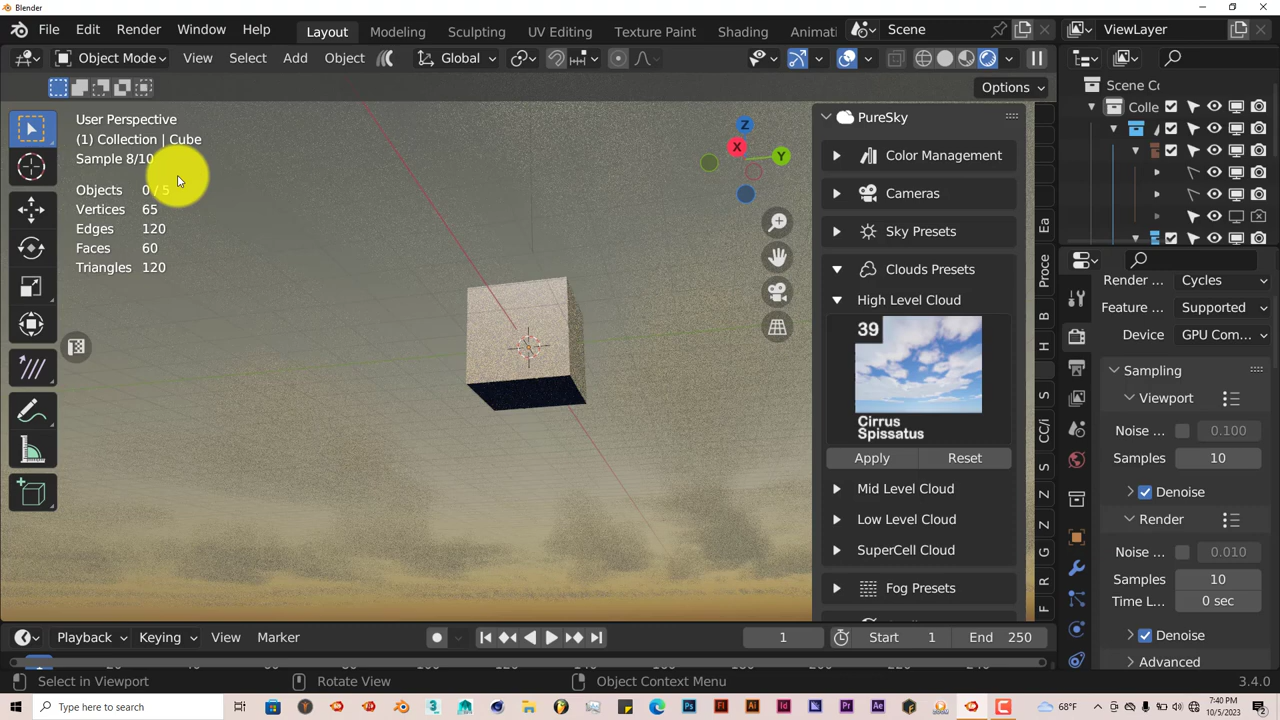 Blender
File Edit Render Window Help Layout Modeling Sculpting UV Editing Texture Paint Shading Animati Scene ViewLayer
Object Mode View Select Add Object Global
Options
User Perspective
(1) Collection | Cube
Sample 8/10
Objects 0 / 5
Vertices 65
Edges 120
Faces 60
Triangles 120
Z
X
Y
PureSky
Color Management
Cameras
Sky Presets
Clouds Presets
High Level Cloud
39
Cirrus
Spissatus
Apply Reset
Mid Level Cloud
Low Level Cloud
SuperCell Cloud
Fog Presets
Ea
Proce
B
H
S
CC/i
S
Z
Z
G
R
F
Scene Co
Colle
Render ... Cycles
Feature ... Supported
Device GPU Com...
Sampling
Viewport
Noise ... 0.100
Samples 10
Denoise
Render
Noise ... 0.010
Samples 10
Time L... 0 sec
Denoise
Advanced
Playback Keying View Marker 1 Start 1 End 250
Select in Viewport Rotate View Object Context Menu 3.4.0
Type here to search 68°F 7:40 PM
10/5/2023